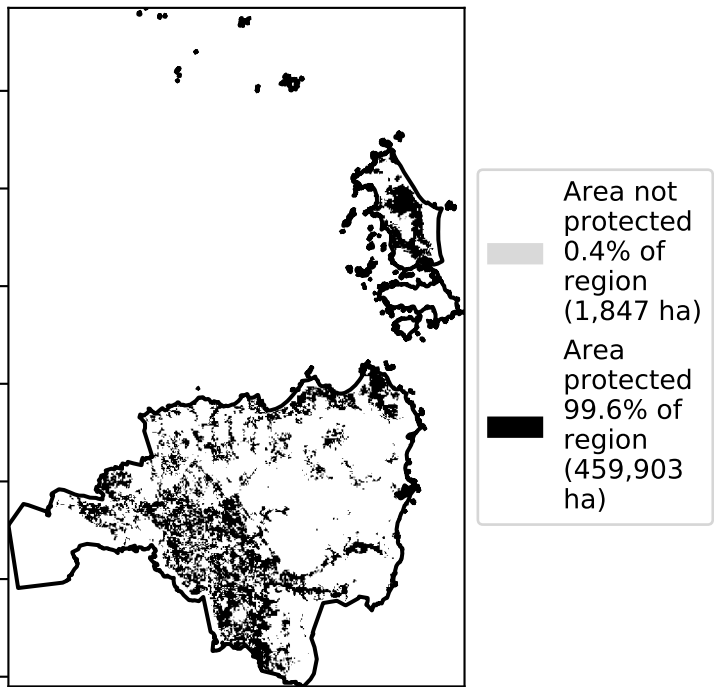 Area not
protected
0.4% of
region
(1,847 ha)
Area
protected
99.6% of
region
(459,903
ha)